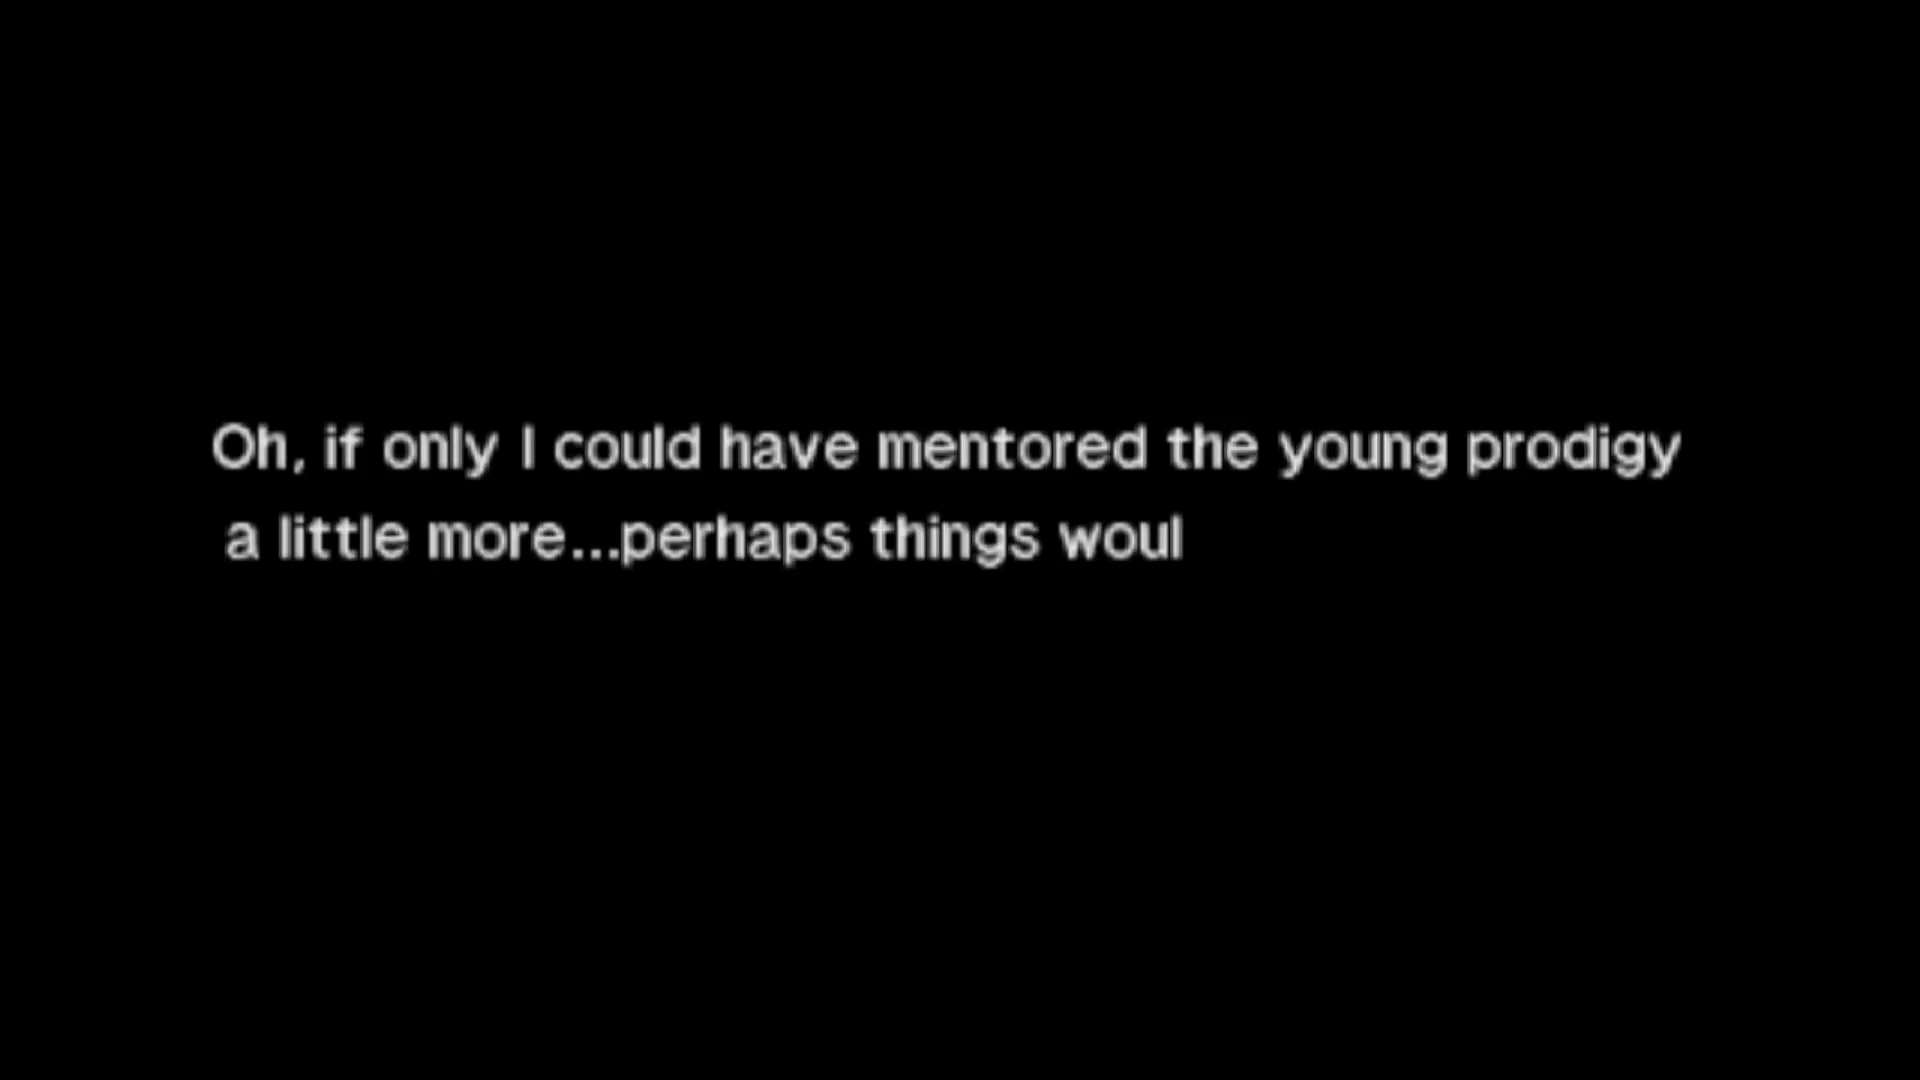 Oh, if only I could have mentored the young prodigy
a little more...perhaps things woul